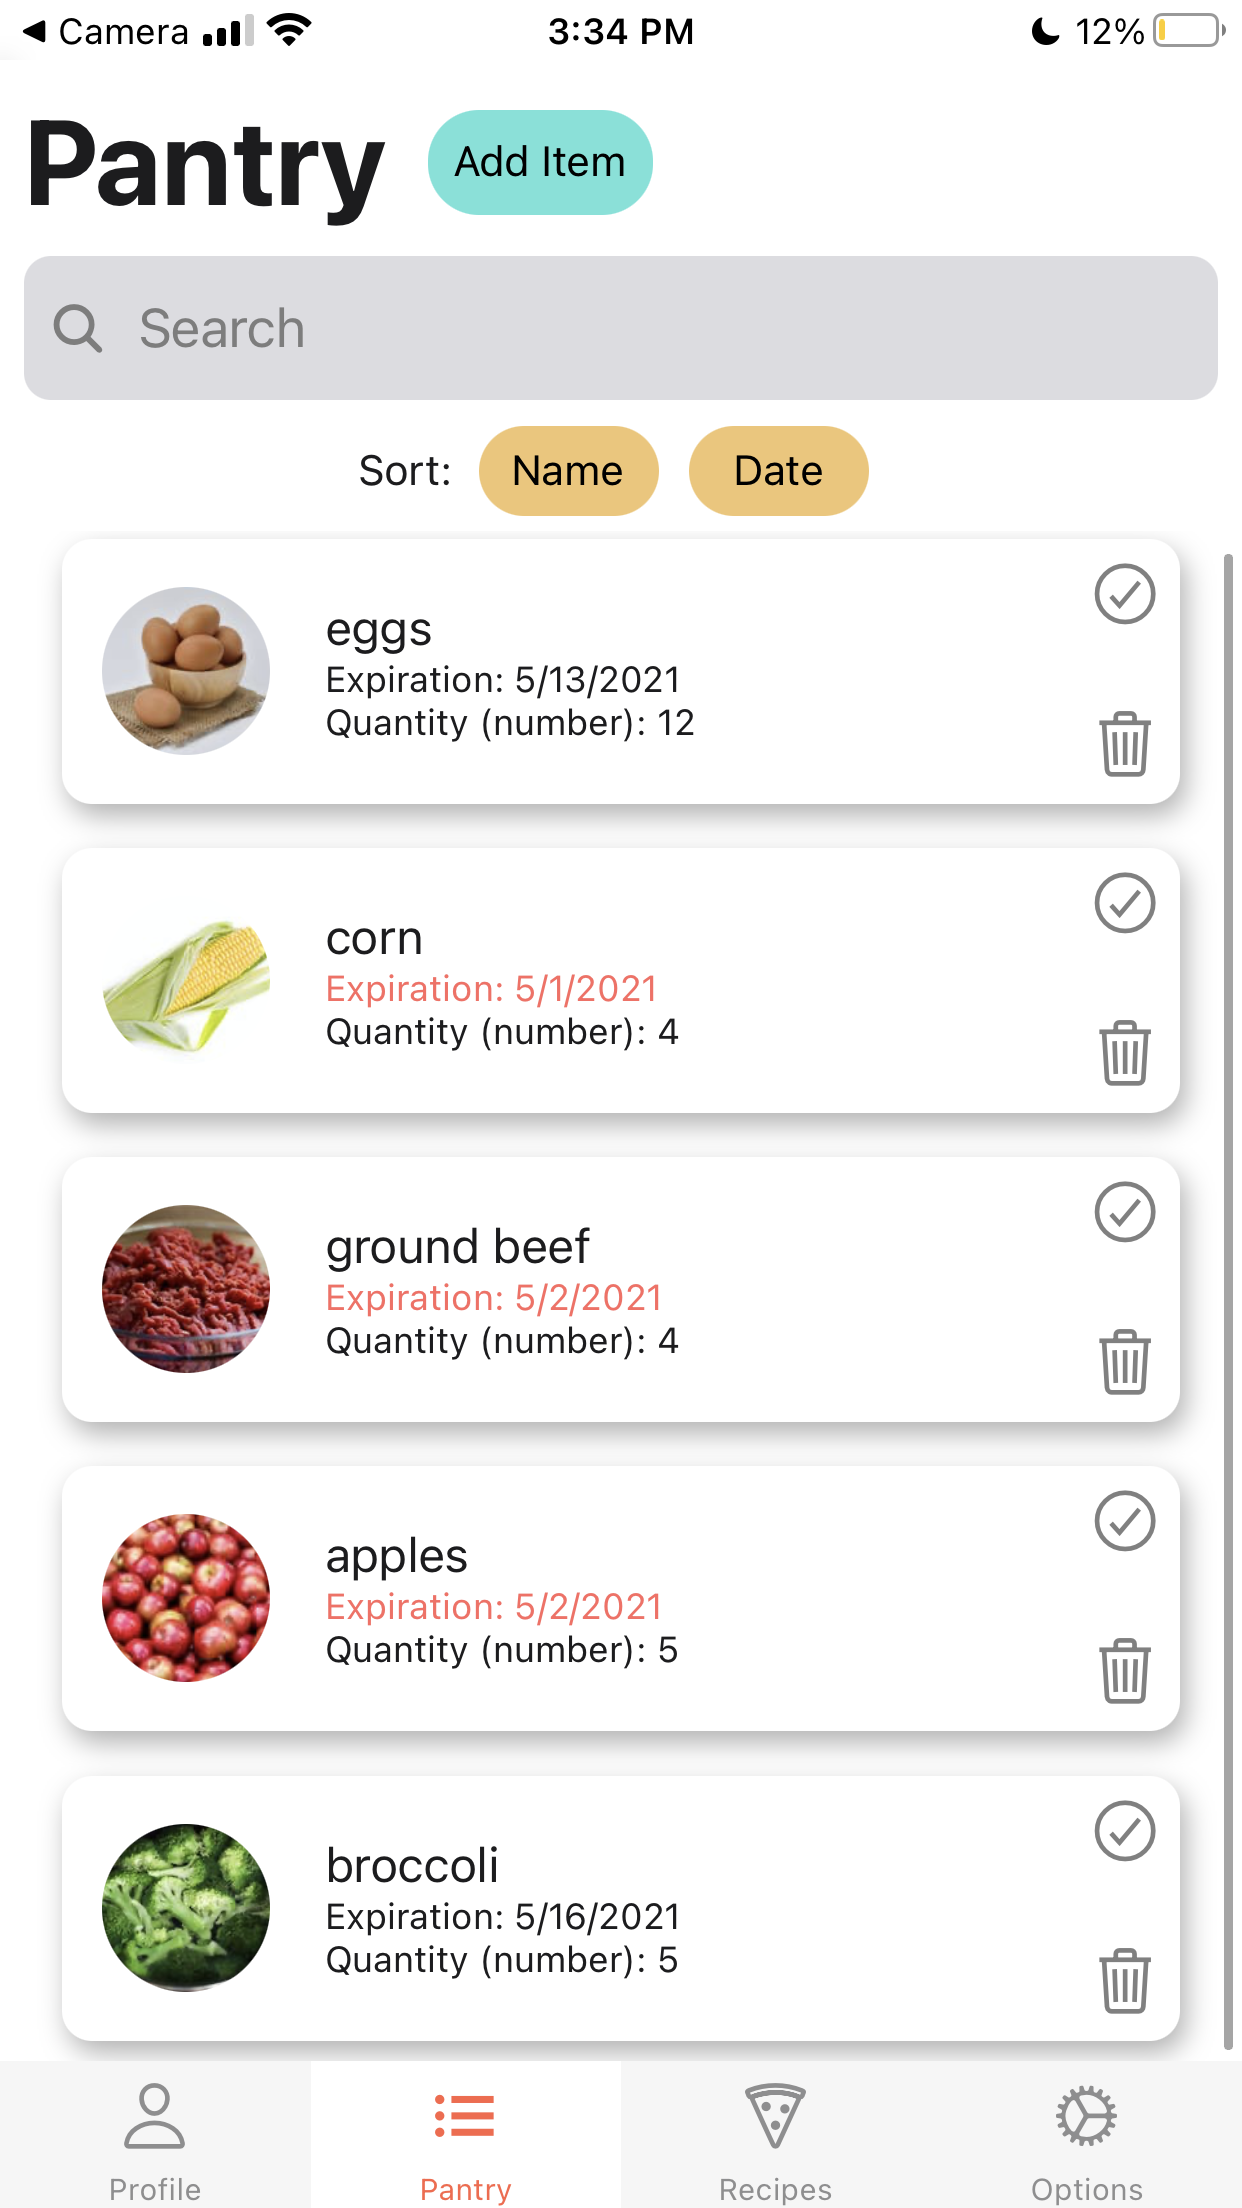 Camera 3:34 PM 12%
Pantry Add Item
Search
Sort: Name Date
eggs
Expiration: 5/13/2021
Quantity (number): 12
corn
Expiration: 5/1/2021
Quantity (number): 4
ground beef
Expiration: 5/2/2021
Quantity (number): 4
apples
Expiration: 5/2/2021
Quantity (number): 5
broccoli
Expiration: 5/16/2021
Quantity (number): 5
Profile Pantry Recipes Options